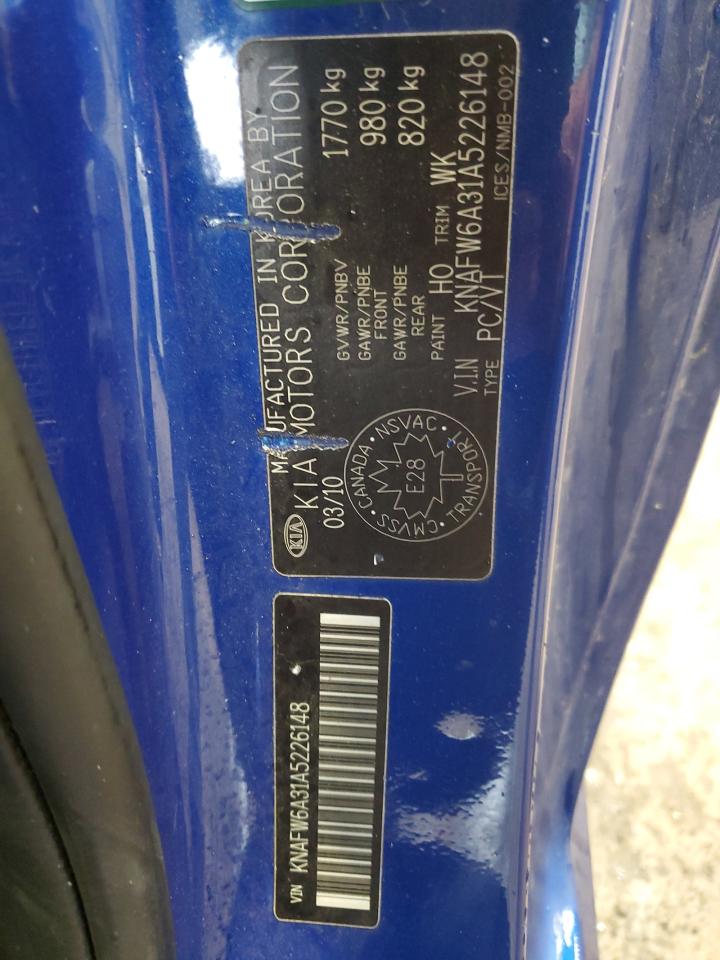 MANUFACTURED IN KOREA BY
KIA MOTORS CORPORATION
KIA
03/10
GVWR/PNBV 1770 kg
GAWR/PNBE FRONT 980 kg
GAWR/PNBE REAR 820 kg
PAINT HO TRIM WK
V.IN KNAFW6A31A5226148
TYPE PC/VT
ICES/NMB-002
CMVSS • CANADA • NSVAC • TRANSPORT
E28
VIN KNAFW6A31A5226148